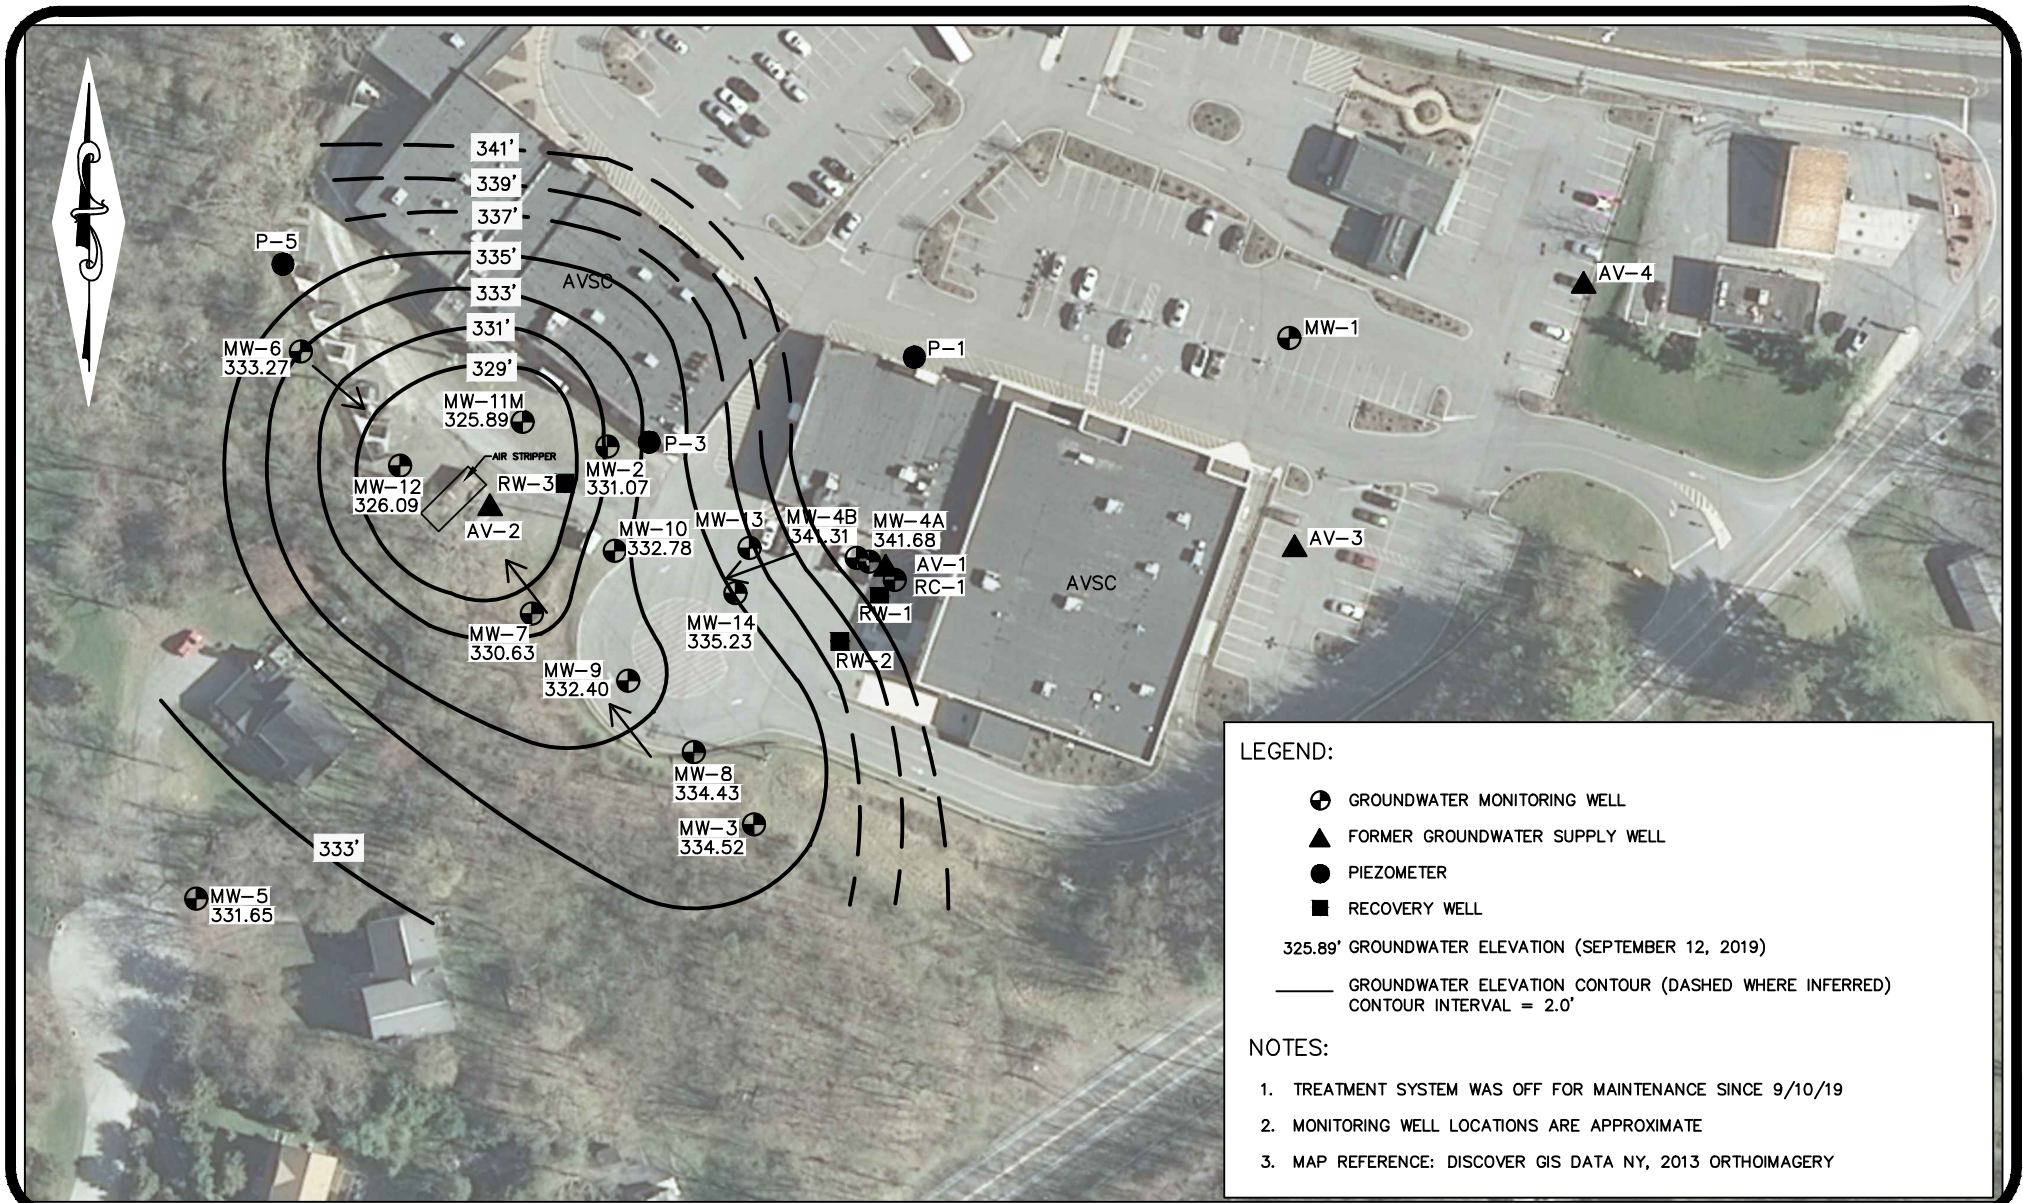 341'
339'
337'
335'
333'
331'
329'
P-5
AVSC
AV-4
MW-1
P-1
MW-6
333.27
MW-11M
325.89
P-3
AIR STRIPPER
MW-2
331.07
RW-3
MW-12
326.09
AV-2
MW-10
332.78
MW-13
MW-4B
341.31
MW-4A
341.68
AV-1
RC-1
RW-1
AV-3
AVSC
MW-14
335.23
RW-2
MW-7
330.63
MW-9
332.40
MW-8
334.43
MW-3
334.52
333'
MW-5
331.65
LEGEND:
GROUNDWATER MONITORING WELL
FORMER GROUNDWATER SUPPLY WELL
PIEZOMETER
RECOVERY WELL
325.89' GROUNDWATER ELEVATION (SEPTEMBER 12, 2019)
GROUNDWATER ELEVATION CONTOUR (DASHED WHERE INFERRED)
CONTOUR INTERVAL = 2.0'
NOTES:
1. TREATMENT SYSTEM WAS OFF FOR MAINTENANCE SINCE 9/10/19
2. MONITORING WELL LOCATIONS ARE APPROXIMATE
3. MAP REFERENCE: DISCOVER GIS DATA NY, 2013 ORTHOIMAGERY